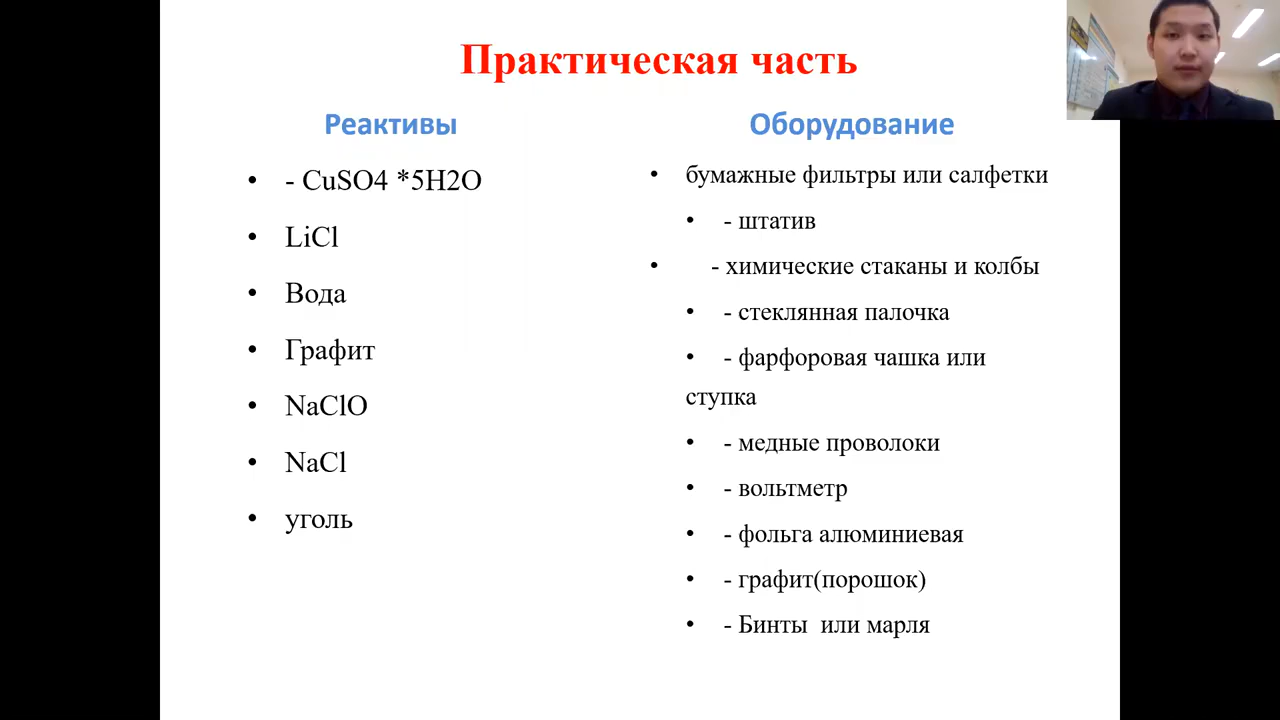 Практическая часть
Реактивы
• - CuSO4 *5H2O
• LiCl
• Вода
• Графит
• NaClO
• NaCl
• уголь
Оборудование
• бумажные фильтры или салфетки
• - штатив
• - химические стаканы и колбы
• - стеклянная палочка
• - фарфоровая чашка или
ступка
• - медные проволоки
• - вольтметр
• - фольга алюминиевая
• - графит(порошок)
• - Бинты  или марля